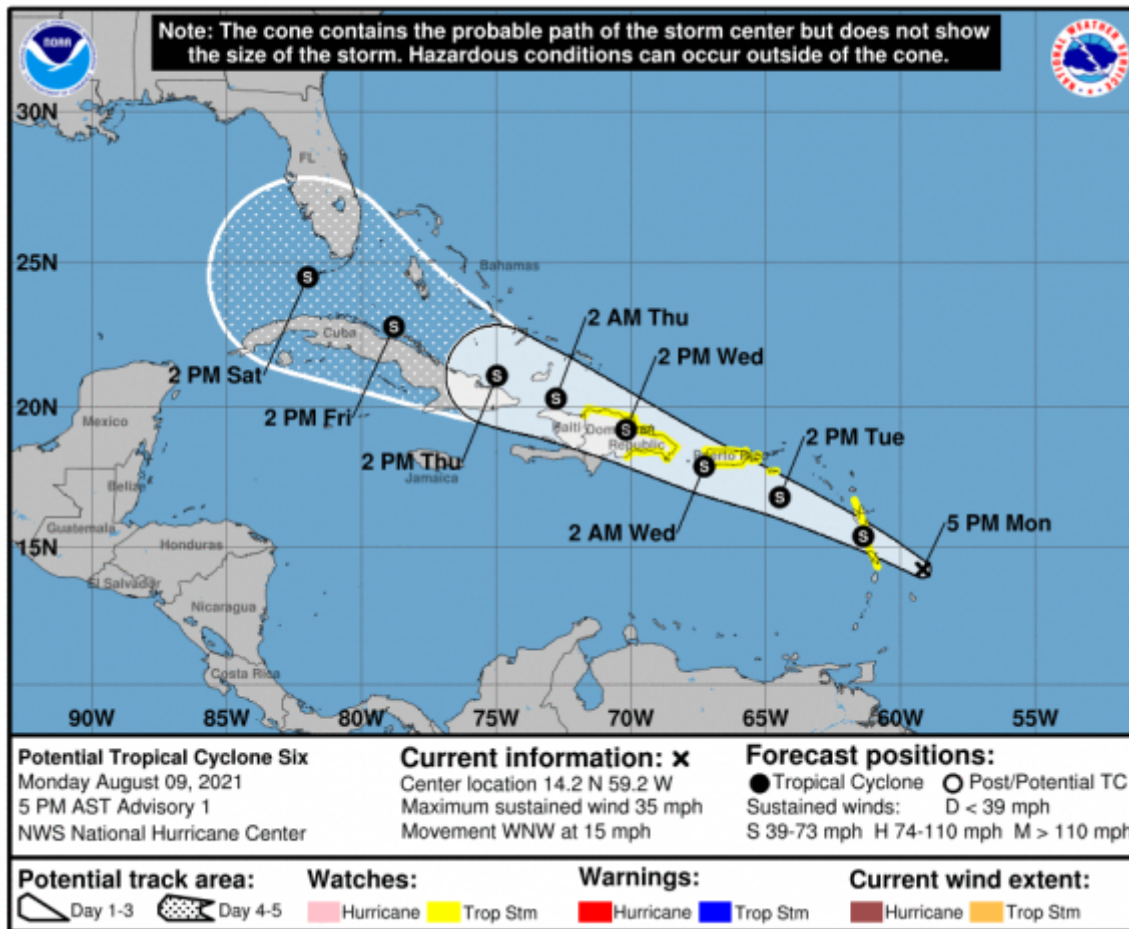 Note: The cone contains the probable path of the storm center but does not show
the size of the storm. Hazardous conditions can occur outside of the cone.
NOAA
NATIONAL WEATHER SERVICE
30N
FL
25N
Bahamas
2 AM Thu
Cuba
2 PM Wed
2 PM Sat
20N
2 PM Fri
Mexico
Haiti
Dominican
Republic
Puerto Rico
2 PM Tue
2 PM Thu
Jamaica
Belize
2 AM Wed
5 PM Mon
Guatemala
15N
Honduras
El Salvador
Nicaragua
Costa Rica
S
S
S
S
S
S
S
S
90W 85W 80W 75W 70W 65W 60W 55W
Potential Tropical Cyclone Six
Monday August 09, 2021
5 PM AST Advisory 1
NWS National Hurricane Center
Current information: ×
Center location 14.2 N 59.2 W
Maximum sustained wind 35 mph
Movement WNW at 15 mph
Forecast positions:
● Tropical Cyclone ○ Post/Potential TC
Sustained winds: D < 39 mph
S 39-73 mph H 74-110 mph M > 110 mph
Potential track area:
Day 1-3 Day 4-5
Watches:
Hurricane Trop Stm
Warnings:
Hurricane Trop Stm
Current wind extent:
Hurricane Trop Stm